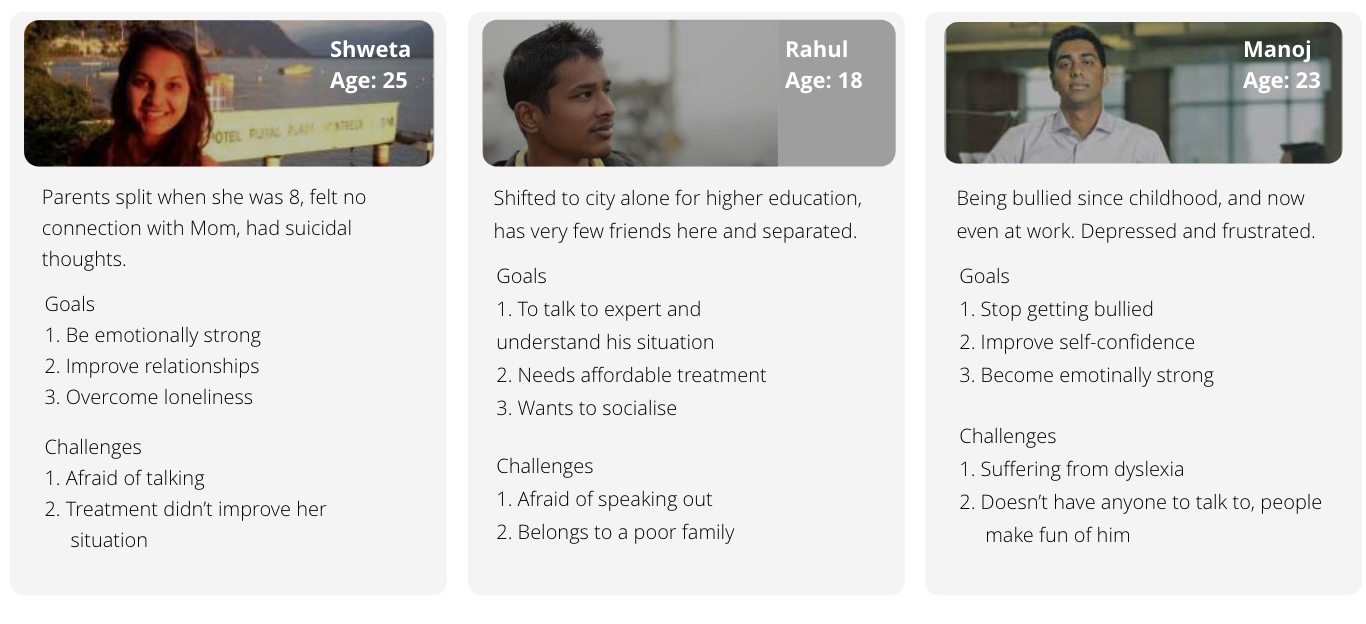 Shweta
Age: 25
Parents split when she was 8, felt no
connection with Mom, had suicidal
thoughts.
Goals
1. Be emotionally strong
2. Improve relationships
3. Overcome loneliness
Challenges
1. Afraid of talking
2. Treatment didn’t improve her
situation
Rahul
Age: 18
Shifted to city alone for higher education,
has very few friends here and separated.
Goals
1. To talk to expert and
understand his situation
2. Needs affordable treatment
3. Wants to socialise
Challenges
1. Afraid of speaking out
2. Belongs to a poor family
Manoj
Age: 23
Being bullied since childhood, and now
even at work. Depressed and frustrated.
Goals
1. Stop getting bullied
2. Improve self-confidence
3. Become emotinally strong
Challenges
1. Suffering from dyslexia
2. Doesn’t have anyone to talk to, people
make fun of him